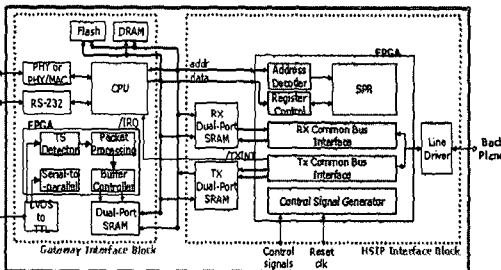 Flash
DRAM
PHY or
PHY/MAC
CPU
RS-232
/IRQ
FPGA
TS
Detector
Packet
Processing
Serial-to
-parallel
Buffer
Controller
LVDS to
TTL
Dual-Port
SRAM
Gateway Interface Block
addr
data
FPGA
Address
Decoder
Register
Control
SPR
RX
Dual-Port
SRAM
RX Common Bus
Interface
/TXINT
TX
Dual-Port
SRAM
Tx Common Bus
Interface
Control Signal Generator
Line
Driver
Back
Plane
Control
signals
Reset
clk
HSIP Interface Block